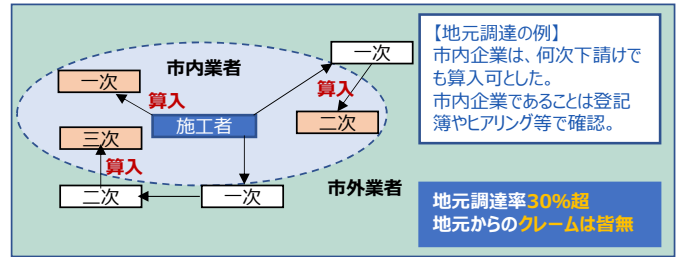 市内業者
一次
算入
施工者
三次
算入
二次
一次
一次
算入
二次
市外業者
【地元調達の例】
市内企業は、何次下請けで
も算入可とした。
市内企業であることは登記
簿やヒアリング等で確認。
地元調達率30%超
地元からのクレームは皆無